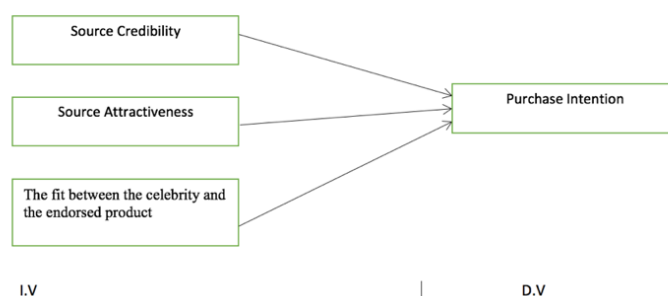 Source Credibility
Purchase Intention
Source Attractiveness
The fit between the celebrity and
the endorsed product
I.V
D.V